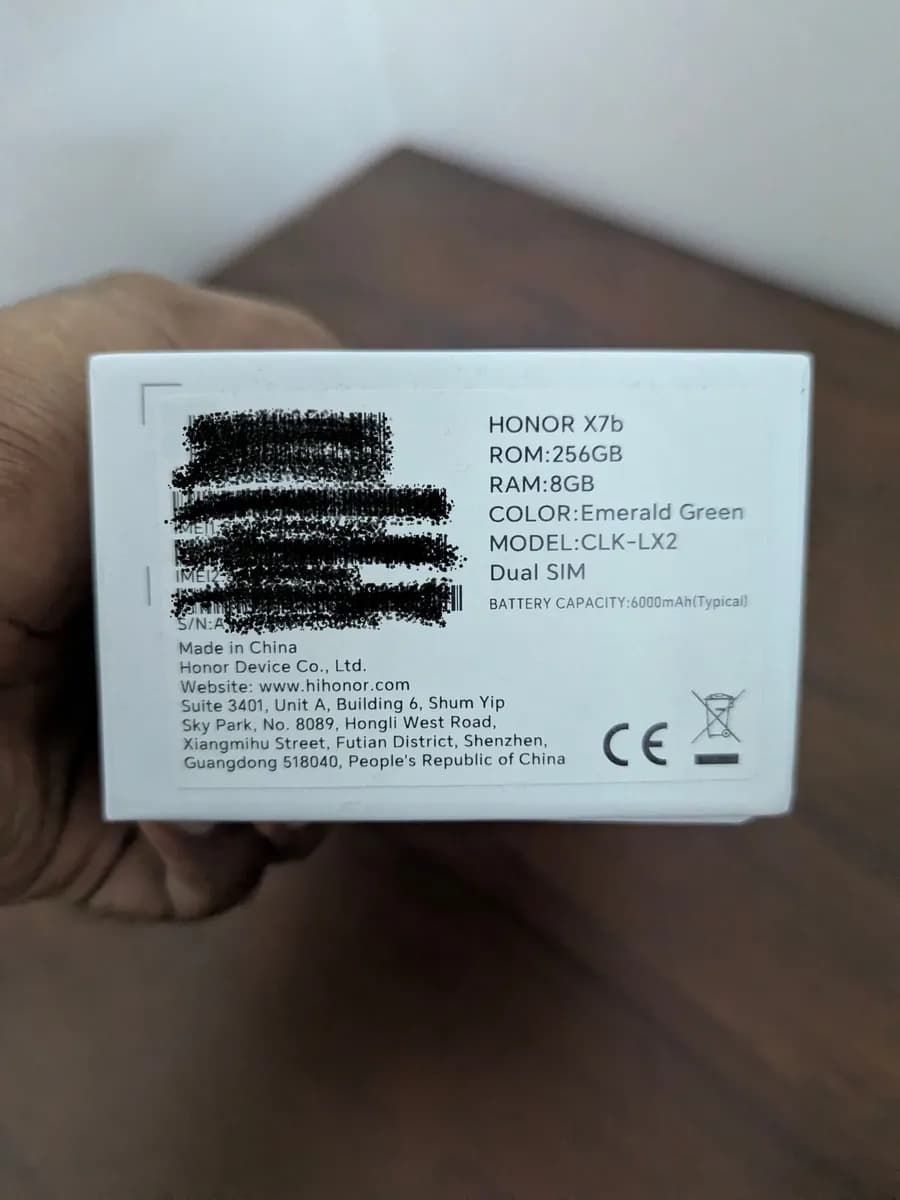 IMEI1
IMEI2
S/N:A
Made in China
Honor Device Co., Ltd.
Website: www.hihonor.com
Suite 3401, Unit A, Building 6, Shum Yip
Sky Park, No. 8089, Hongli West Road,
Xiangmihu Street, Futian District, Shenzhen,
Guangdong 518040, People's Republic of China
HONOR X7b
ROM:256GB
RAM:8GB
COLOR:Emerald Green
MODEL:CLK-LX2
Dual SIM
BATTERY CAPACITY:6000mAh(Typical)
CE